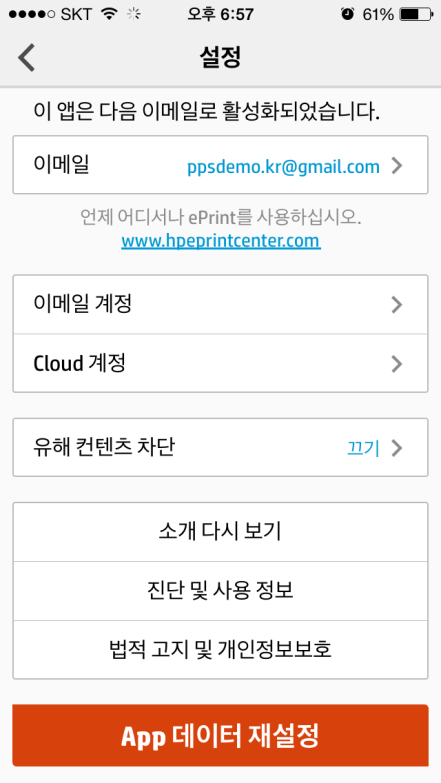 SKT 오후 6:57 61%
설정
이 앱은 다음 이메일로 활성화되었습니다.
이메일 ppsdemo.kr@gmail.com
언제 어디서나 ePrint를 사용하십시오.
www.hpeprintcenter.com
이메일 계정
Cloud 계정
유해 컨텐츠 차단 끄기
소개 다시 보기
진단 및 사용 정보
법적 고지 및 개인정보보호
App 데이터 재설정